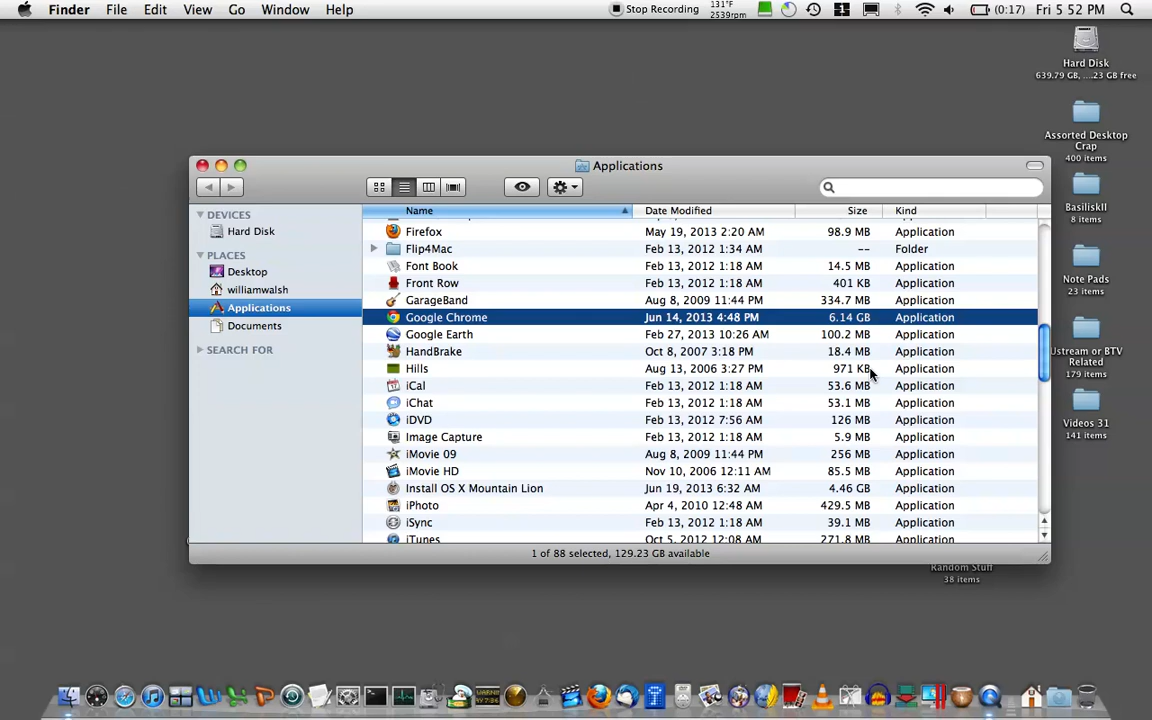 Finder File Edit View Go Window Help Stop Recording 131°F 2539rpm 1 (0:17) Fri 5 52 PM
Hard Disk
639.79 GB, ....23 GB free
Assorted Desktop
Crap
400 items
BasiliskII
8 items
Note Pads
23 items
Ustream or BTV
Related
179 items
Videos 31
141 items
Random Stuff
38 items
Applications
DEVICES
Hard Disk
PLACES
Desktop
williamwalsh
Applications
Documents
SEARCH FOR
Name Date Modified Size Kind
Firefox May 19, 2013 2:20 AM 98.9 MB Application
Flip4Mac Feb 13, 2012 1:34 AM -- Folder
Font Book Feb 13, 2012 1:18 AM 14.5 MB Application
Front Row Feb 13, 2012 1:18 AM 401 KB Application
GarageBand Aug 8, 2009 11:44 PM 334.7 MB Application
Google Chrome Jun 14, 2013 4:48 PM 6.14 GB Application
Google Earth Feb 27, 2013 10:26 AM 100.2 MB Application
HandBrake Oct 8, 2007 3:18 PM 18.4 MB Application
Hills Aug 13, 2006 3:27 PM 971 KB Application
iCal Feb 13, 2012 1:18 AM 53.6 MB Application
iChat Feb 13, 2012 1:18 AM 53.1 MB Application
iDVD Feb 13, 2012 7:56 AM 126 MB Application
Image Capture Feb 13, 2012 1:18 AM 5.9 MB Application
iMovie 09 Aug 8, 2009 11:44 PM 256 MB Application
iMovie HD Nov 10, 2006 12:11 AM 85.5 MB Application
Install OS X Mountain Lion Jun 19, 2013 6:32 AM 4.46 GB Application
iPhoto Apr 4, 2010 12:48 AM 429.5 MB Application
iSync Feb 13, 2012 1:18 AM 39.1 MB Application
iTunes Oct 5, 2012 12:08 AM 271.8 MB Application
1 of 88 selected, 129.23 GB available